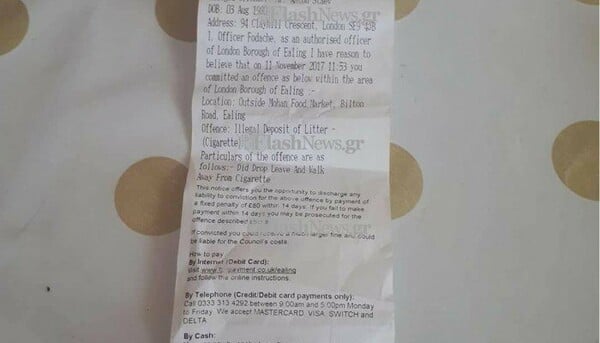 FlashNews.gr
DOB: 03 Aug
Address: 94 Crescent, London
I, Officer Fodache, as an authorised officer
of London Borough of Ealing I have reason
to believe that on 11 November 2017 11:53 you
committed an offence as below within the area
of London Borough of Ealing :-
Location: Outside Mohan Food Market, Bilton
Road, Ealing
Offence: Illegal Deposit of Litter -
(Cigarette)
FlashNews.gr
Particulars of the offence are as
follows:- Did Drop Leave And Walk
Away From Cigarette
This notice offers you the opportunity to discharge any
liability to conviction for the above offence by payment of
a fixed penalty of £80 within 14 days. If you fail to make
payment within 14 days you may be prosecuted for the
offence described above.
If convicted you could receive a much larger fine and could
be liable for the Council's costs.
How to pay
By Internet (Debit Card):
Visit
and follow the online instructions.
By Telephone (Credit/Debit card payments only):
Call 0333 313 4292 between 9:00am and 5:00pm Monday
to Friday. We accept MASTERCARD, VISA, SWITCH and
DELTA
By Cash: